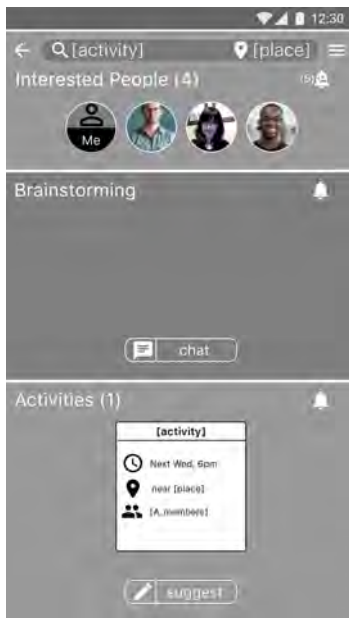 12:30
[activity] [place]
Interested People (4) (5)
Me
Brainstorming
chat
Activities (1)
[activity]
Next Wed, 6pm
near [place]
[A_members]
suggest